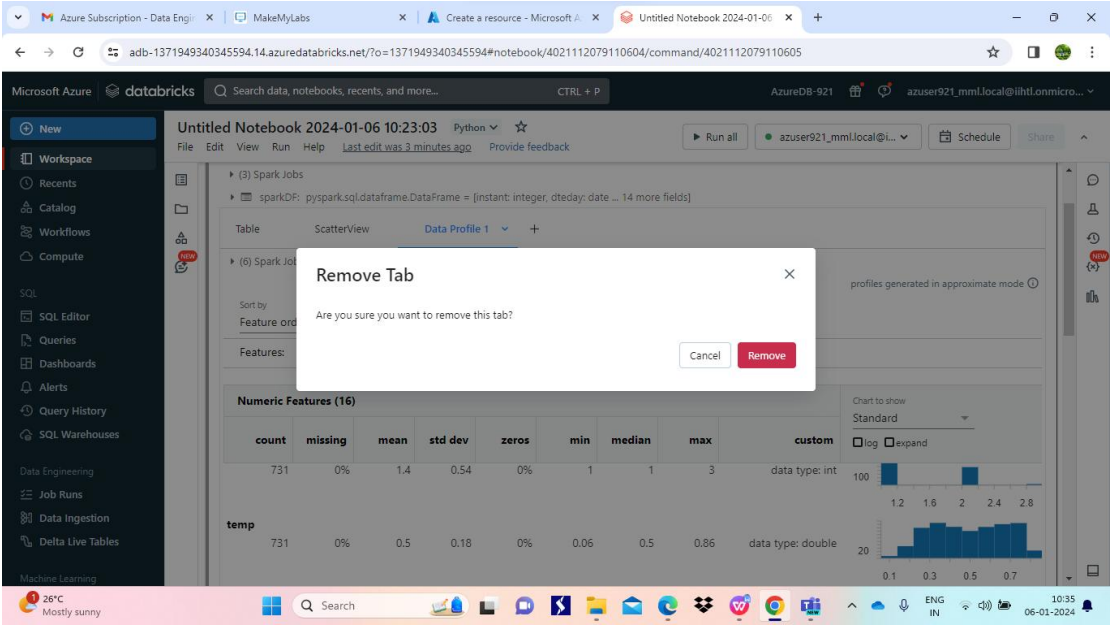 Azure Subscription - Data Engin
MakeMyLabs
Create a resource - Microsoft A
Untitled Notebook 2024-01-06
adb-1371949340345594.14.azuredatabricks.net/?o=1371949340345594#notebook/4021112079110604/command/4021112079110605
Microsoft Azure
databricks
Search data, notebooks, recents, and more...
CTRL + P
AzureDB-921
azuser921_mml.local@iihtl.onmicro...
New
Workspace
Recents
Catalog
Workflows
Compute
SQL
SQL Editor
Queries
Dashboards
Alerts
Query History
SQL Warehouses
Data Engineering
Job Runs
Data Ingestion
Delta Live Tables
Machine Learning
Untitled Notebook 2024-01-06 10:23:03 Python
File Edit View Run Help Last edit was 3 minutes ago Provide feedback
Run all
azuser921_mml.local@i...
Schedule
Share
NEW
NEW
(3) Spark Jobs
sparkDF: pyspark.sql.dataframe.DataFrame = [instant: integer, dteday: date ... 14 more fields]
Table ScatterView Data Profile 1 +
(6) Spark Jo
profiles generated in approximate mode
Sort by
Feature ord
Features:
Remove Tab
Are you sure you want to remove this tab?
Cancel Remove
Numeric Features (16)
Chart to show
Standard
count missing mean std dev zeros min median max custom
log expand
731 0% 1.4 0.54 0% 1 1 3 data type: int
100
1.2 1.6 2 2.4 2.8
temp
731 0% 0.5 0.18 0% 0.06 0.5 0.86 data type: double
20
0.1 0.3 0.5 0.7
1
26°C
Mostly sunny
Search
ENG
IN
10:35
06-01-2024